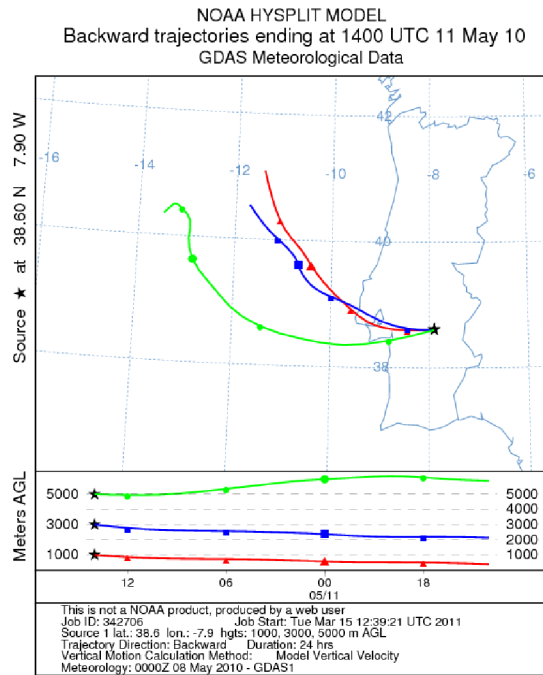 NOAA HYSPLIT MODEL
Backward trajectories ending at 1400 UTC 11 May 10
GDAS Meteorological Data
Source ★ at 38.60 N 7.90 W
-16
-14
-12
-10
-8
-6
42
40
38
Meters AGL
5000
3000
1000
5000
4000
3000
2000
1000
12 06 00 18
05/11
This is not a NOAA product, produced by a web user
Job ID: 342706 Job Start: Tue Mar 15 12:39:21 UTC 2011
Source 1 lat.: 38.6 lon.: -7.9 hgts: 1000, 3000, 5000 m AGL
Trajectory Direction: Backward Duration: 24 hrs
Vertical Motion Calculation Method: Model Vertical Velocity
Meteorology: 0000Z 08 May 2010 - GDAS1